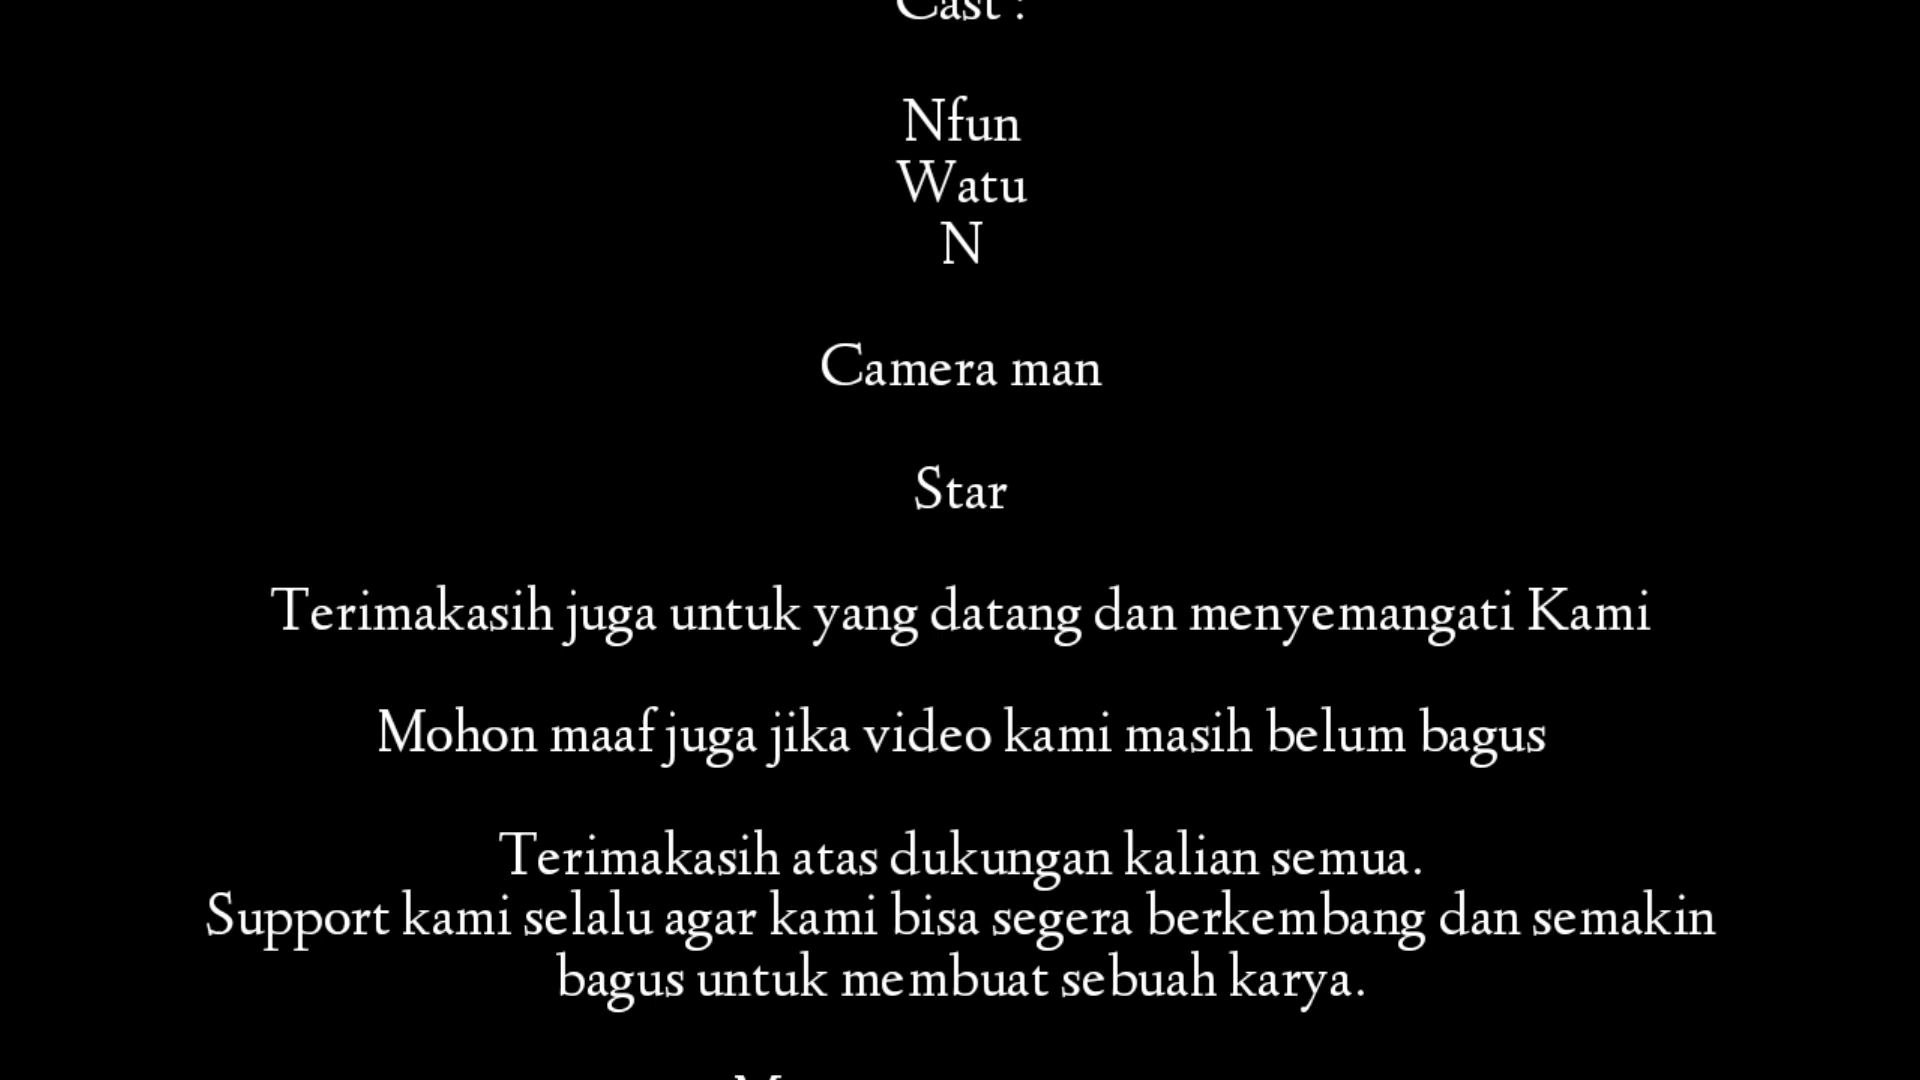 Cast :
Nfun
Watu
N
Camera man
Star
Terimakasih juga untuk yang datang dan menyemangati Kami
Mohon maaf juga jika video kami masih belum bagus
Terimakasih atas dukungan kalian semua.
Support kami selalu agar kami bisa segera berkembang dan semakin
bagus untuk membuat sebuah karya.